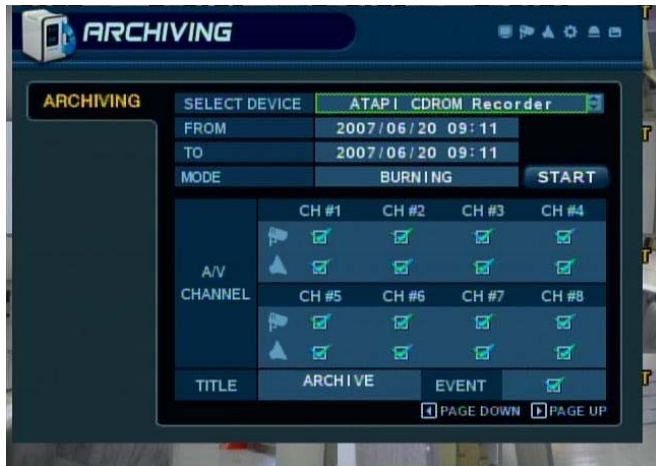 ARCHIVING
ARCHIVING
SELECT DEVICE ATAPI CDROM Recorder
FROM 2007/06/20 09:11
TO 2007/06/20 09:11
MODE BURNING START
CH #1 CH #2 CH #3 CH #4
A/V CHANNEL
CH #5 CH #6 CH #7 CH #8
TITLE ARCHIVE EVENT
PAGE DOWN PAGE UP